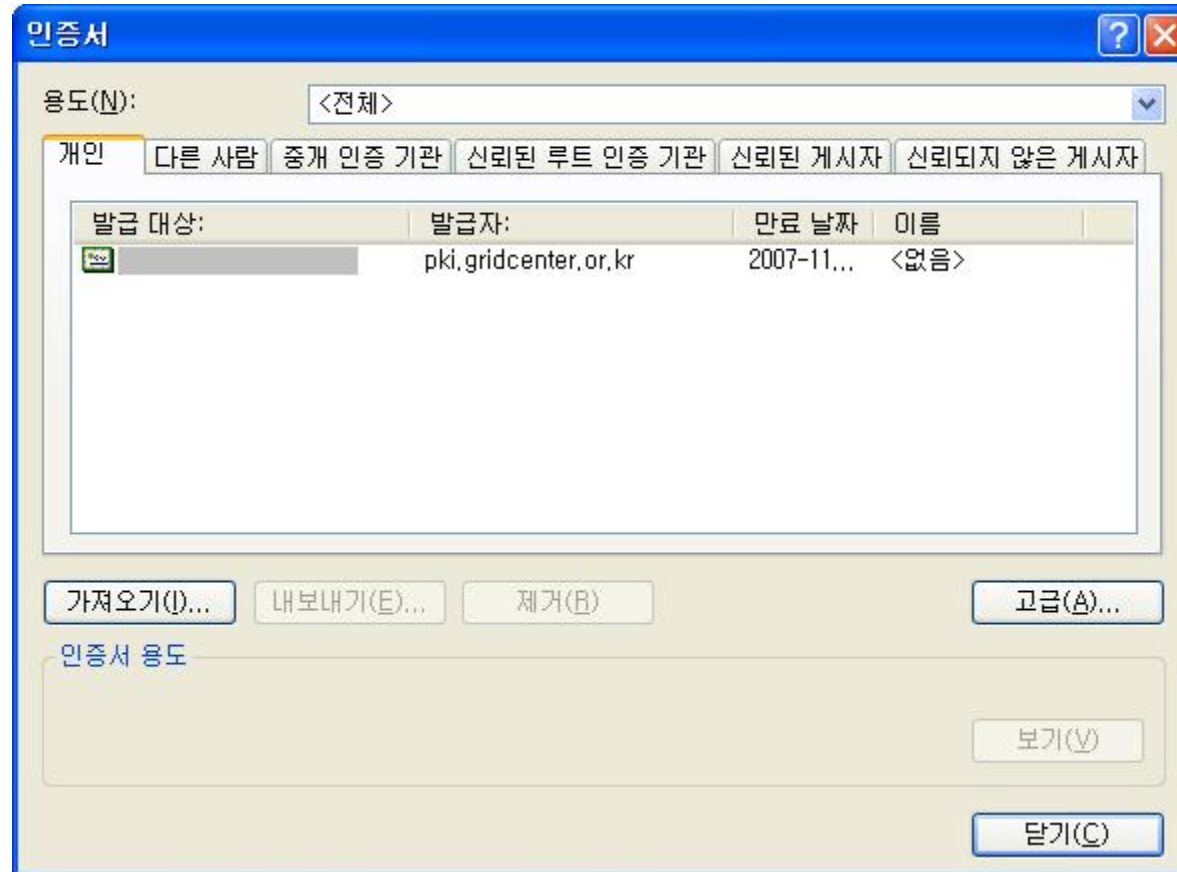 인증서
용도(N): <전체>
개인 다른 사람 중개 인증 기관 신뢰된 루트 인증 기관 신뢰된 게시자 신뢰되지 않은 게시자
발급 대상: 발급자: 만료 날짜 이름
pki.gridcenter.or.kr 2007-11... <없음>
가져오기(I)... 내보내기(E)... 제거(R) 고급(A)...
인증서 용도
보기(V)
닫기(C)